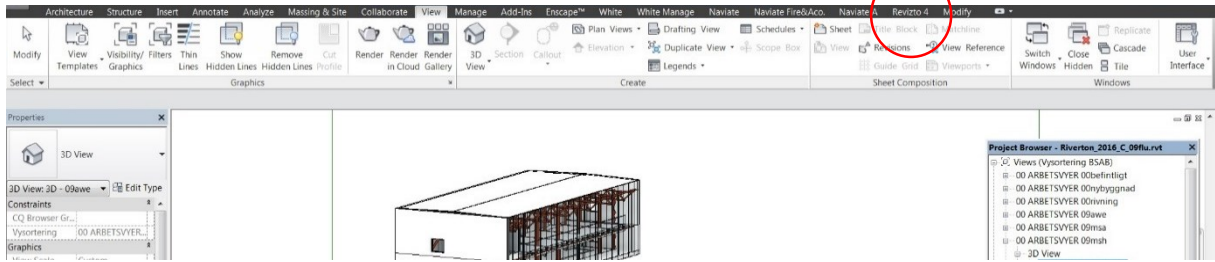 Architecture Structure Insert Annotate Analyze Massing & Site Collaborate View Manage Add-Ins Enscape™ White White Manage Naviate Naviate Fire&Aco. Naviate A Revizto 4 Modify
Modify View Templates Visibility/ Graphics Filters Thin Lines Show Hidden Lines Remove Hidden Lines Cut Profile Render Render in Cloud Render Gallery 3D View Section Callout
Plan Views Drafting View Schedules Sheet Title Block Matchline
Elevation Duplicate View Scope Box View Revisions View Reference
Legends Guide Grid Viewports
Switch Windows Close Hidden Replicate Cascade Tile User Interface
Select Graphics Create Sheet Composition Windows
Properties
3D View
3D View: 3D - 09awe Edit Type
Constraints
CQ Browser Gr...
Vysortering 00 ARBETSVYER...
Graphics
View Scale Custom
Project Browser - Riverton_2016_C_09flu.rvt
Views (Vysortering BSAB)
00 ARBETSVYER 00befintligt
00 ARBETSVYER 00nybyggnad
00 ARBETSVYER 00rivning
00 ARBETSVYER 09awe
00 ARBETSVYER 09msa
00 ARBETSVYER 09msh
3D View